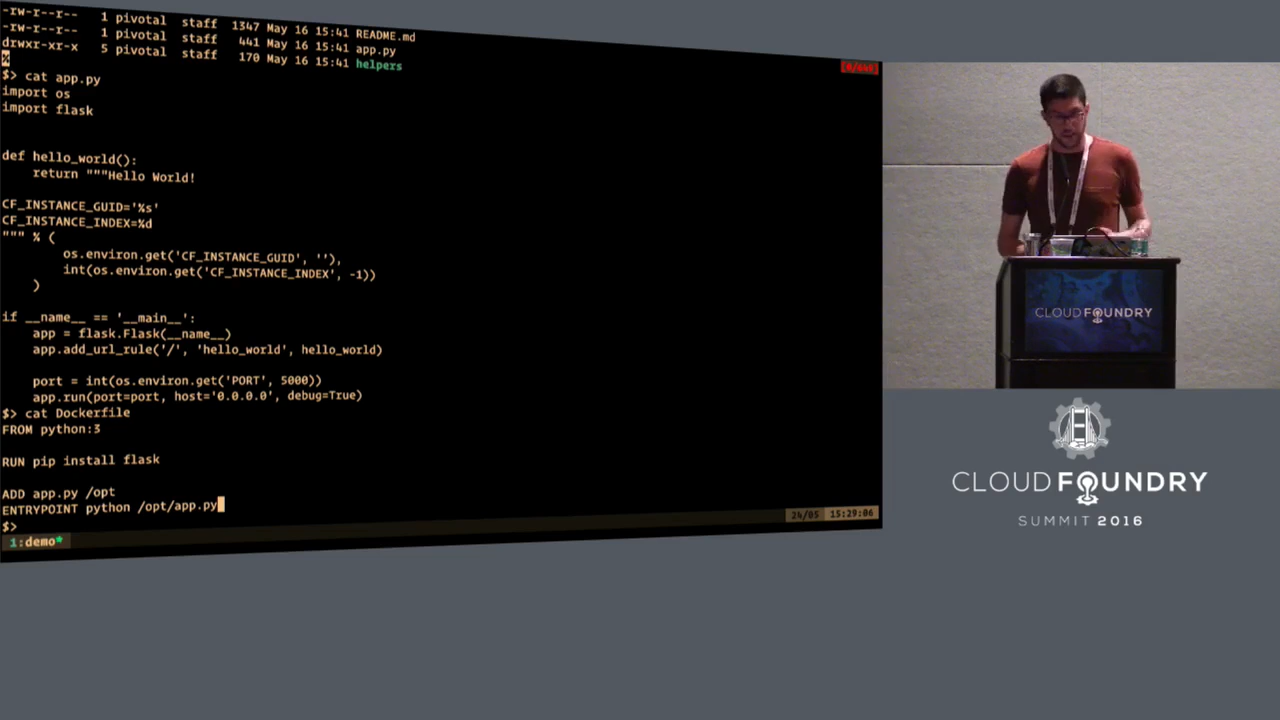 -rw-r--r-- 1 pivotal staff 1347 May 16 15:41 README.md
-rw-r--r-- 1 pivotal staff 441 May 16 15:41 app.py
drwxr-xr-x 5 pivotal staff 170 May 16 15:41 helpers
%
$> cat app.py
import os
import flask
def hello_world():
return """Hello World!
CF_INSTANCE_GUID='%s'
CF_INSTANCE_INDEX=%d
""" % (
os.environ.get('CF_INSTANCE_GUID', ''),
int(os.environ.get('CF_INSTANCE_INDEX', -1))
)
if __name__ == '__main__':
app = flask.Flask(__name__)
app.add_url_rule('/', 'hello_world', hello_world)
port = int(os.environ.get('PORT', 5000))
app.run(port=port, host='0.0.0.0', debug=True)
$> cat Dockerfile
FROM python:3
RUN pip install flask
ADD app.py /opt
ENTRYPOINT python /opt/app.py
$>
24/05 15:29:06
1:demo*
CLOUD FOUNDRY
CLOUD FOUNDRY
SUMMIT 2016